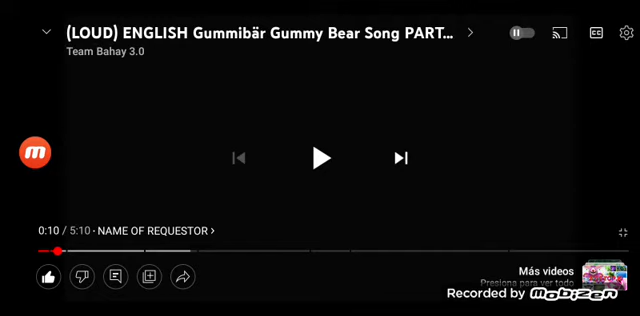 (LOUD) ENGLISH Gummibär Gummy Bear Song PART...
Team Bahay 3.0
m
0:10 / 5:10 · NAME OF REQUESTOR >
Más videos
Presiona para ver todo
Recorded by mobizen